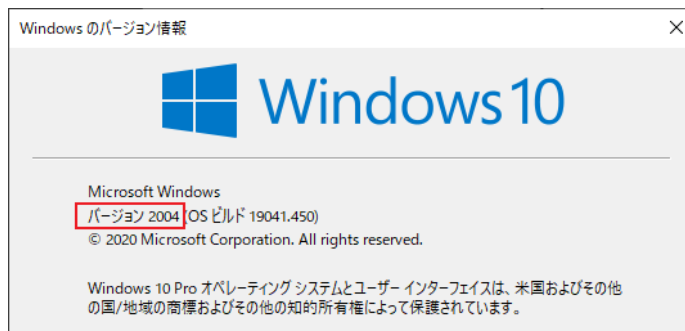 Windows のバージョン情報
Windows 10
Microsoft Windows
バージョン 2004 (OS ビルド 19041.450)
© 2020 Microsoft Corporation. All rights reserved.
Windows 10 Pro オペレーティング システムとユーザー インターフェイスは、米国およびその他
の国/地域の商標およびその他の知的所有権によって保護されています。